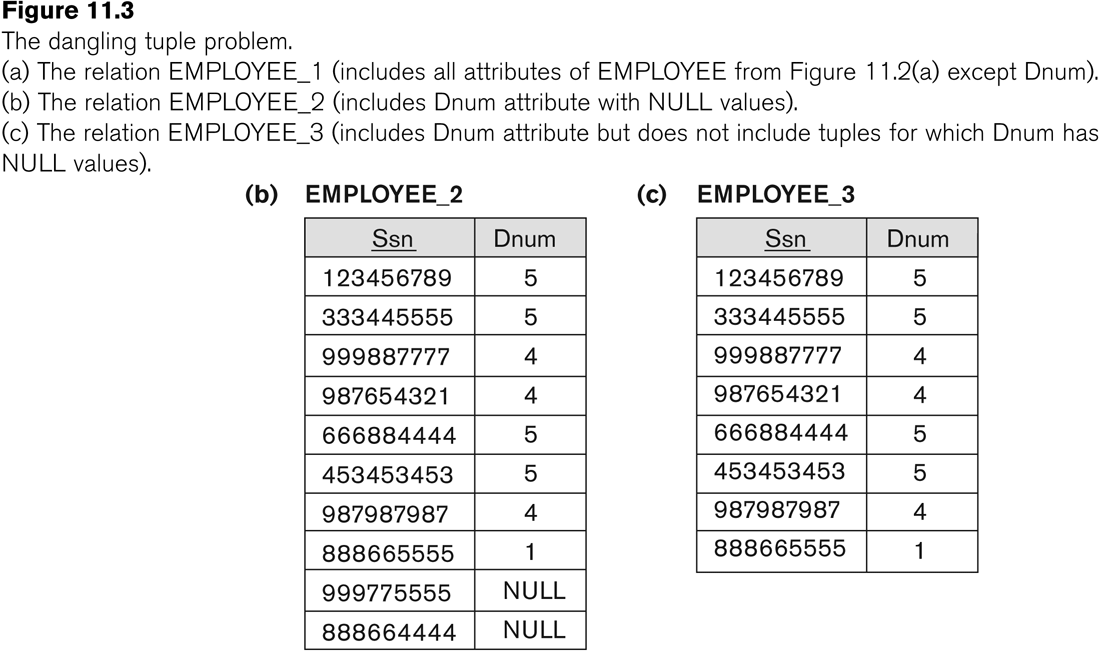 Figure 11.3
The dangling tuple problem.
(a) The relation EMPLOYEE_1 (includes all attributes of EMPLOYEE from Figure 11.2(a) except Dnum).
(b) The relation EMPLOYEE_2 (includes Dnum attribute with NULL values).
(c) The relation EMPLOYEE_3 (includes Dnum attribute but does not include tuples for which Dnum has
NULL values).
(b) EMPLOYEE_2
Ssn Dnum
123456789 5
333445555 5
999887777 4
987654321 4
666884444 5
453453453 5
987987987 4
888665555 1
999775555 NULL
888664444 NULL
(c) EMPLOYEE_3
Ssn Dnum
123456789 5
333445555 5
999887777 4
987654321 4
666884444 5
453453453 5
987987987 4
888665555 1